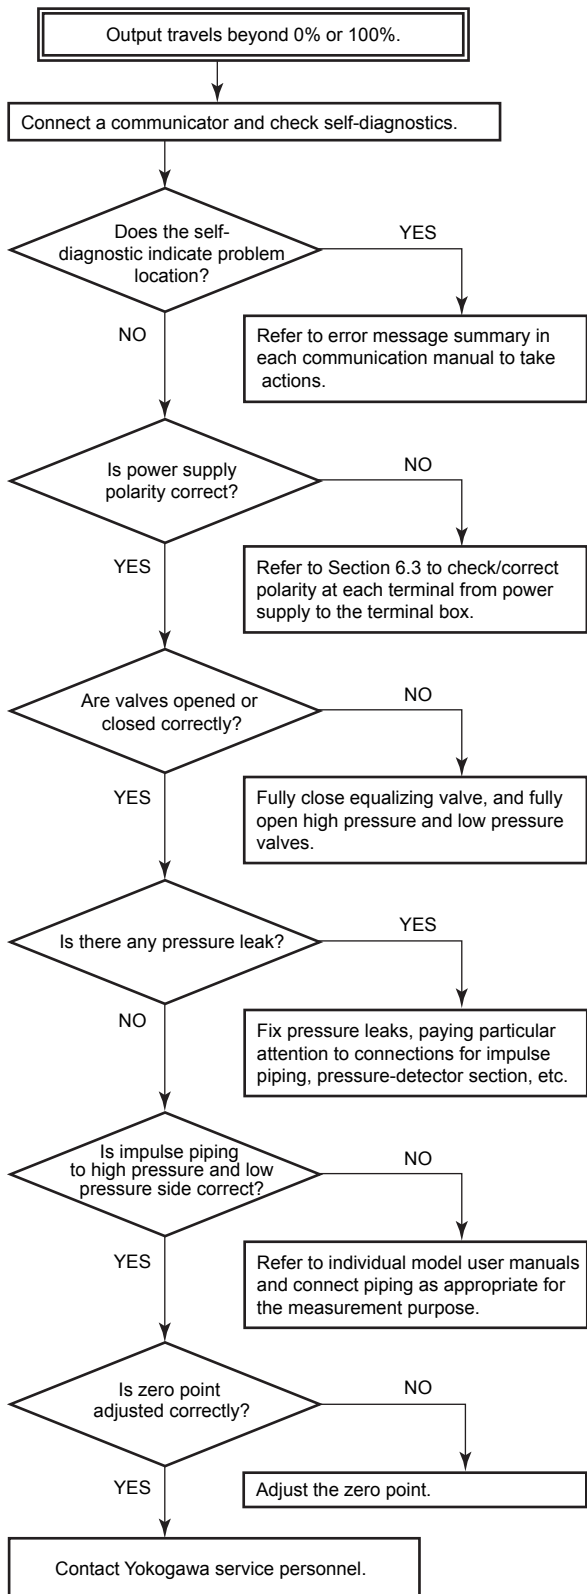 Output travels beyond 0% or 100%.
Connect a communicator and check self-diagnostics.
Does the self-
diagnostic indicate problem
location?
YES
NO
Refer to error message summary in
each communication manual to take
actions.
Is power supply
polarity correct?
NO
YES
Refer to Section 6.3 to check/correct
polarity at each terminal from power
supply to the terminal box.
Are valves opened or
closed correctly?
NO
YES
Fully close equalizing valve, and fully
open high pressure and low pressure
valves.
Is there any pressure leak?
YES
NO
Fix pressure leaks, paying particular
attention to connections for impulse
piping, pressure-detector section, etc.
Is impulse piping
to high pressure and low
pressure side correct?
NO
YES
Refer to individual model user manuals
and connect piping as appropriate for
the measurement purpose.
Is zero point
adjusted correctly?
NO
YES
Adjust the zero point.
Contact Yokogawa service personnel.